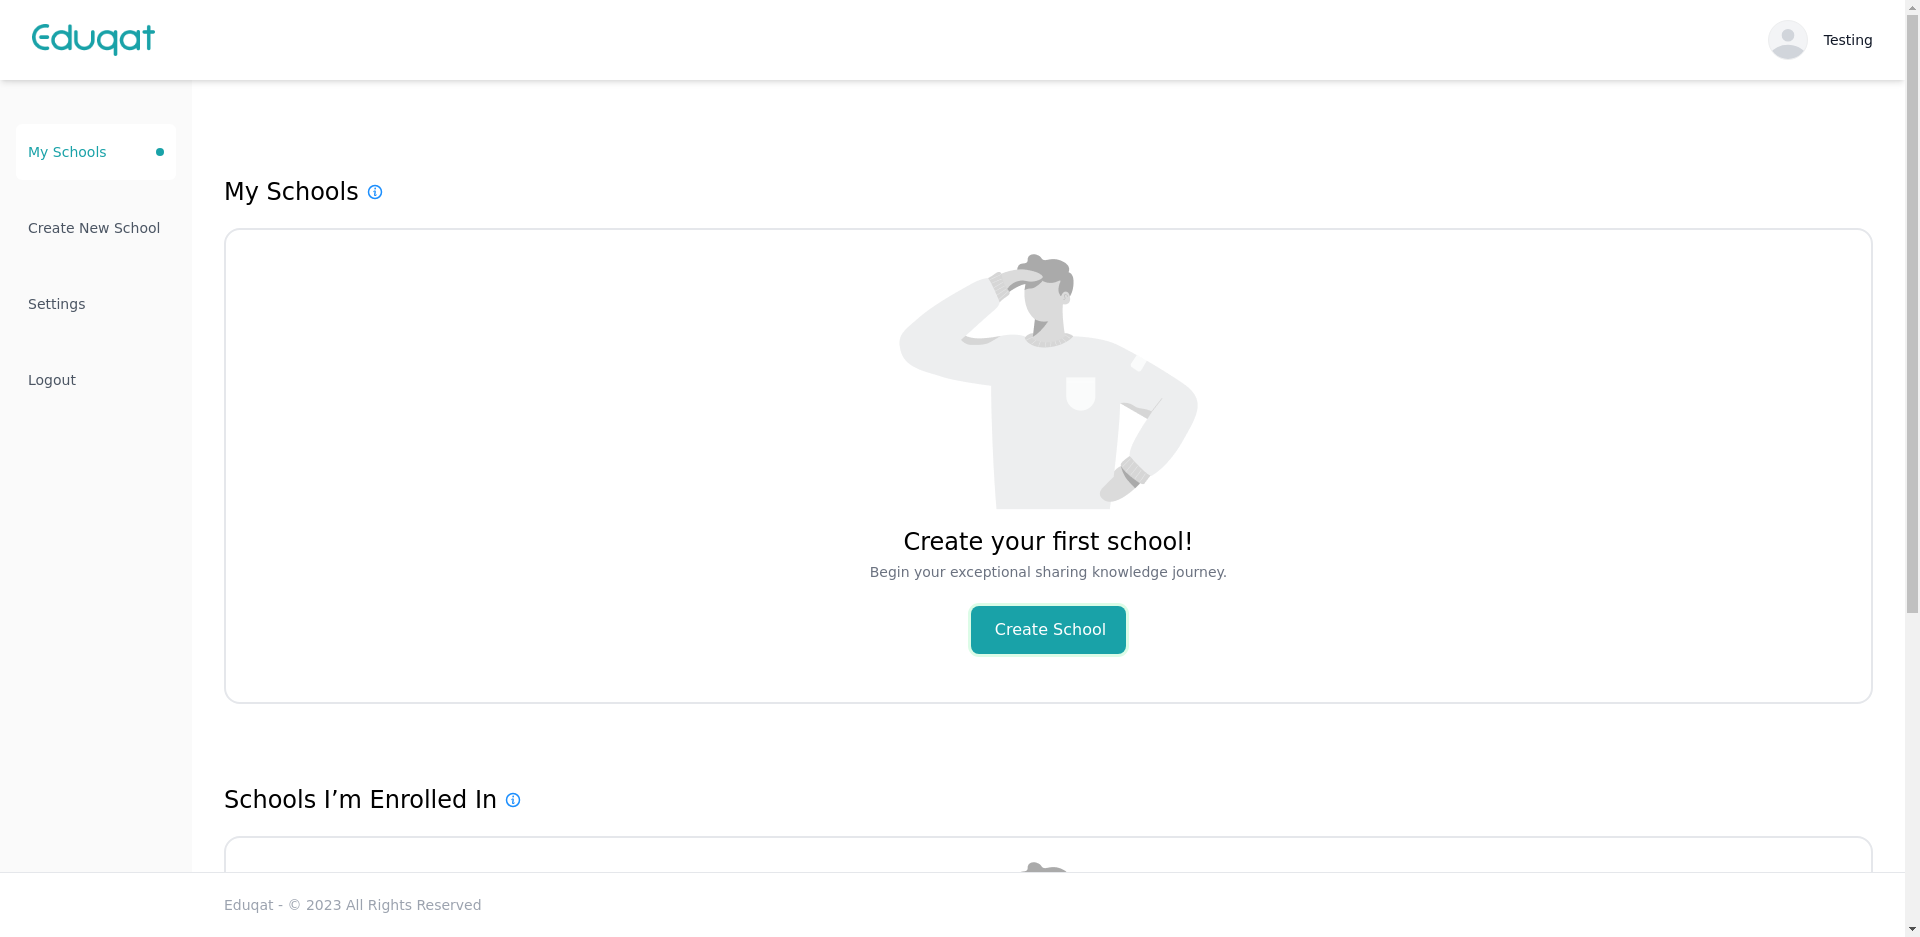 Eduqat
Testing
My Schools
Create New School
Settings
Logout
My Schools
Create your first school!
Begin your exceptional sharing knowledge journey.
Create School
Schools I’m Enrolled In
Eduqat - © 2023 All Rights Reserved